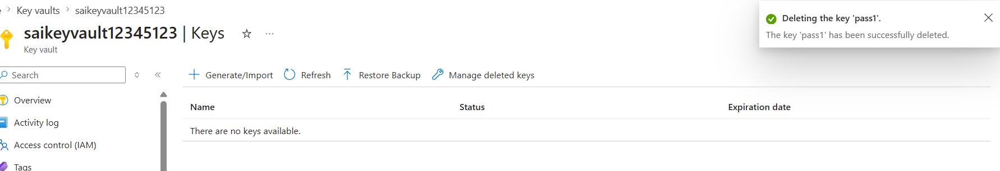 Key vaults > saikeyvault12345123
saikeyvault12345123 | Keys
Key vault
Deleting the key 'pass1'.
The key 'pass1' has been successfully deleted.
Search
Generate/Import Refresh Restore Backup Manage deleted keys
Overview
Activity log
Access control (IAM)
Tags
Name Status Expiration date
There are no keys available.